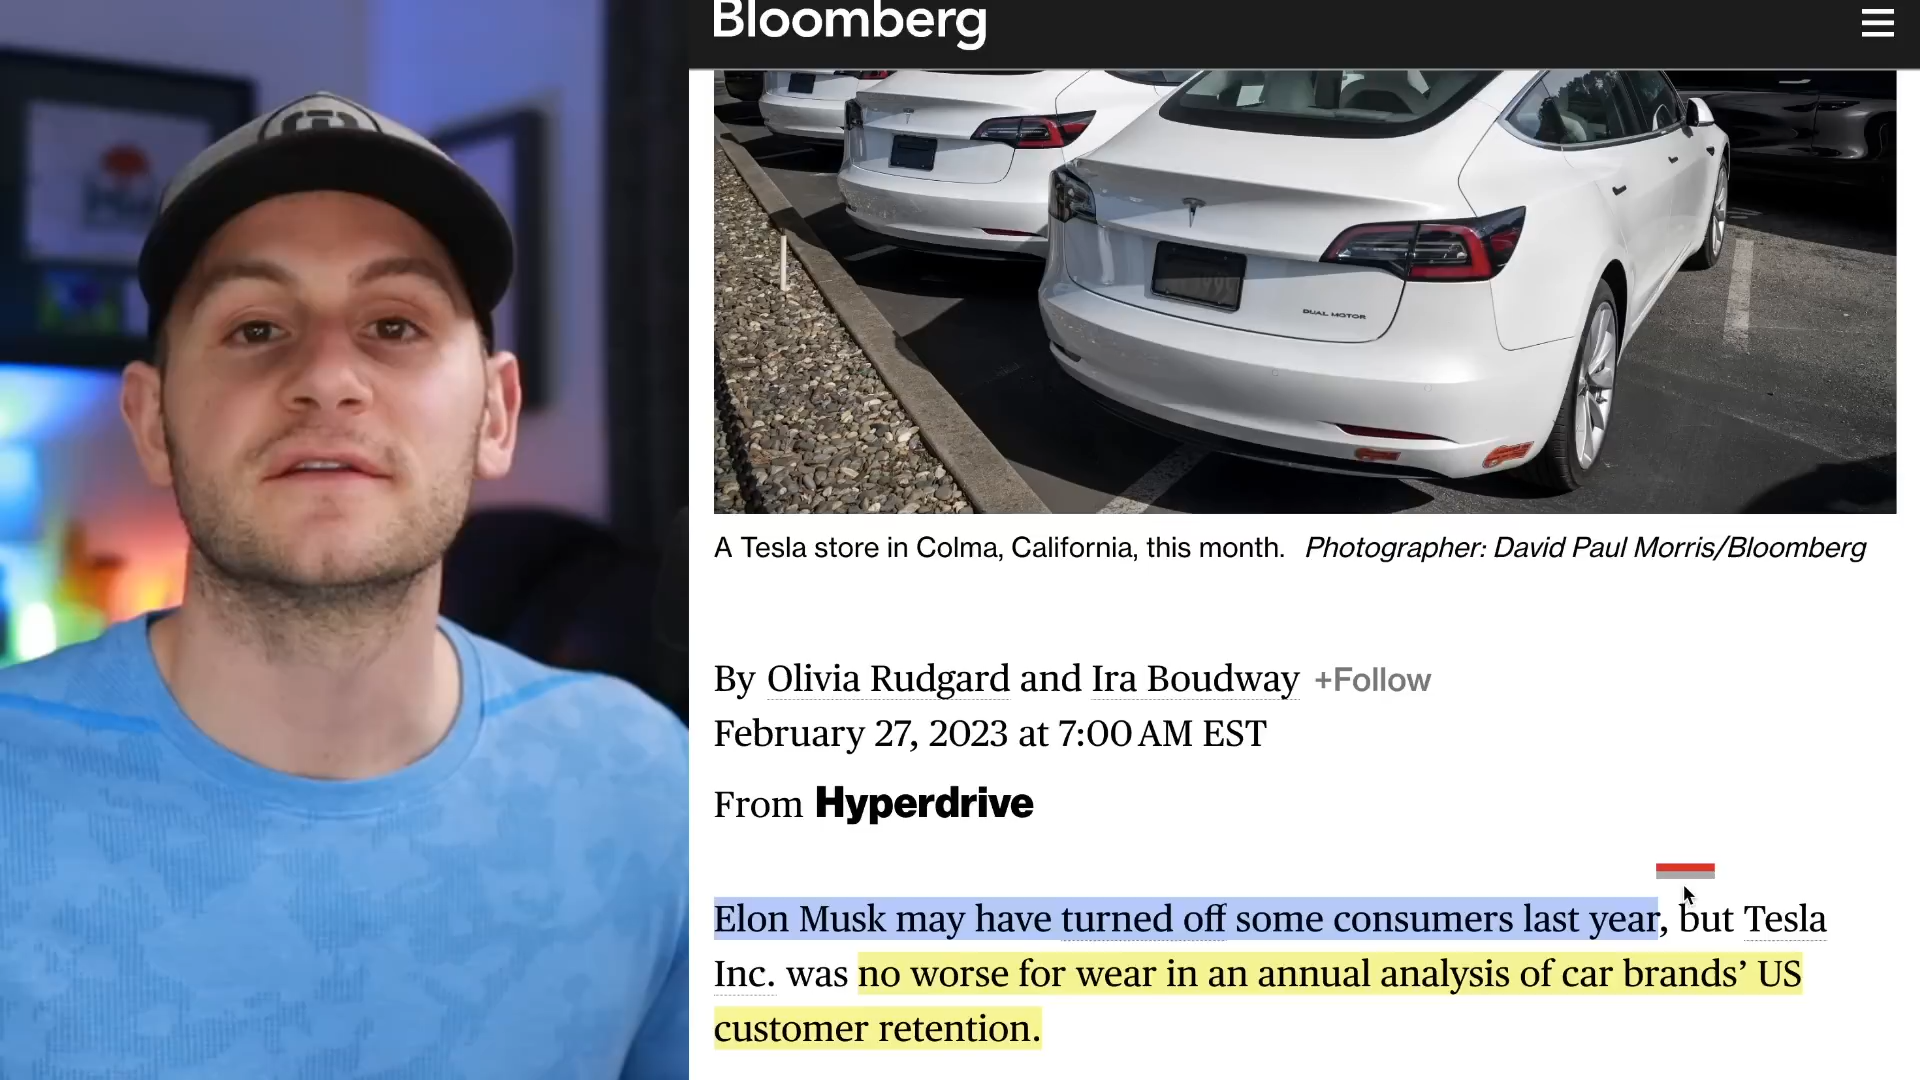 Bloomberg
DUAL MOTOR
A Tesla store in Colma, California, this month. Photographer: David Paul Morris/Bloomberg
By Olivia Rudgard and Ira Boudway +Follow
February 27, 2023 at 7:00 AM EST
From Hyperdrive
Elon Musk may have turned off some consumers last year, but Tesla
Inc. was no worse for wear in an annual analysis of car brands’ US
customer retention.